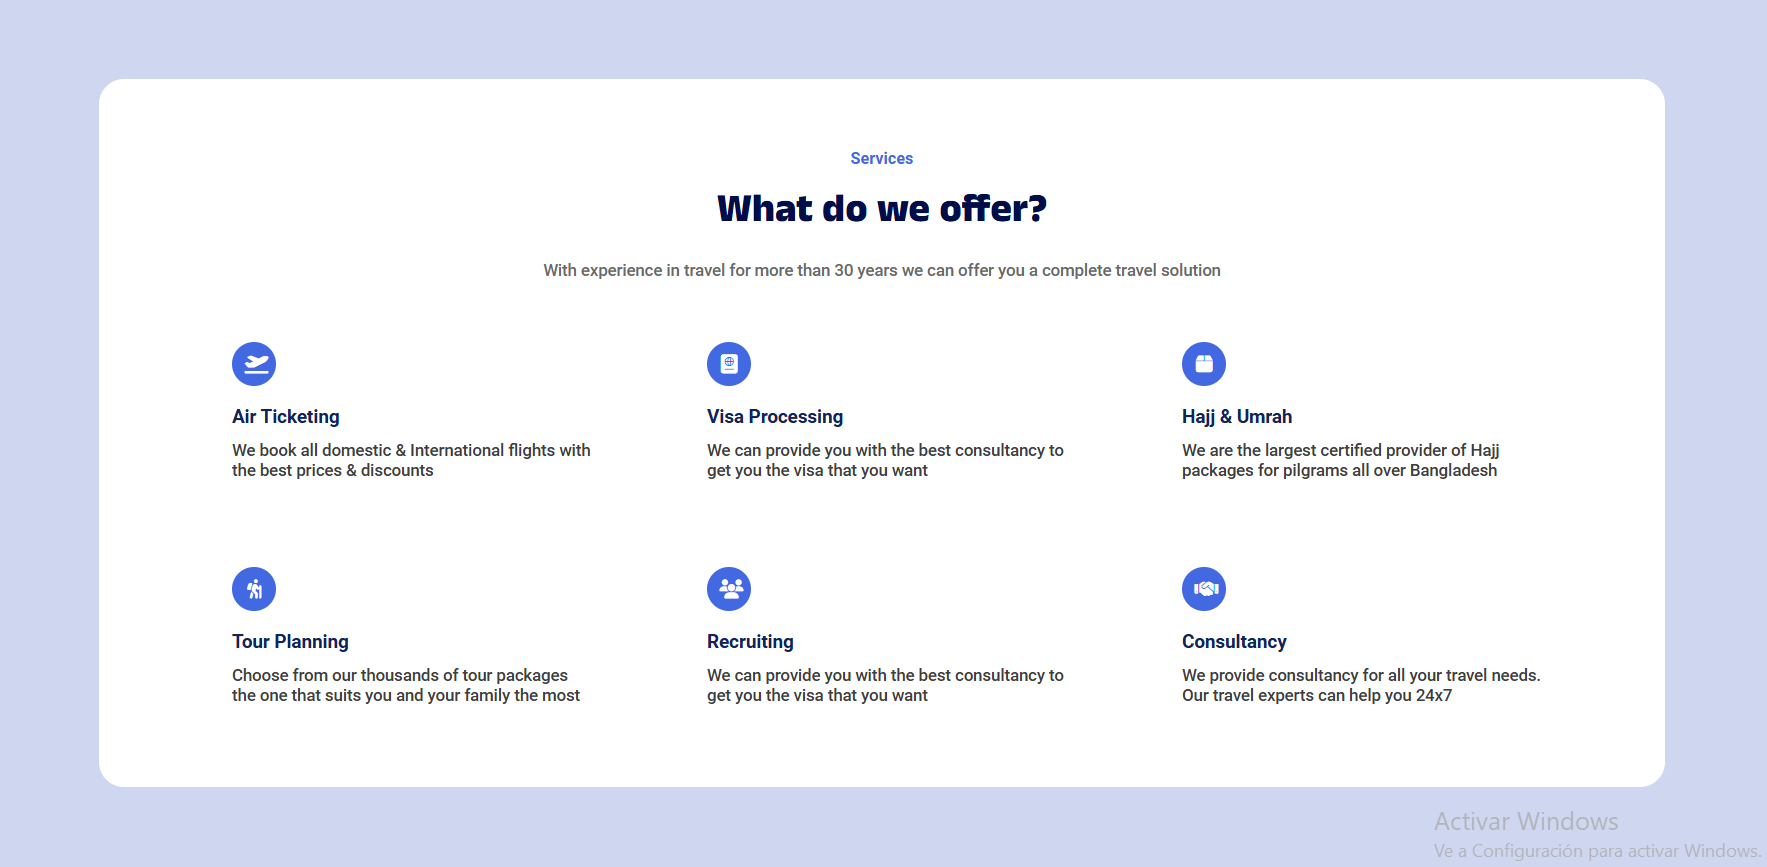 Services
What do we offer?
With experience in travel for more than 30 years we can offer you a complete travel solution
Air Ticketing
We book all domestic & International flights with
the best prices & discounts
Visa Processing
We can provide you with the best consultancy to
get you the visa that you want
Hajj & Umrah
We are the largest certified provider of Hajj
packages for pilgrams all over Bangladesh
Tour Planning
Choose from our thousands of tour packages
the one that suits you and your family the most
Recruiting
We can provide you with the best consultancy to
get you the visa that you want
Consultancy
We provide consultancy for all your travel needs.
Our travel experts can help you 24x7
Activar Windows
Ve a Configuración para activar Windows.